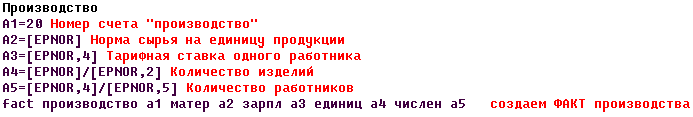 Производство
A1=20 Номер счета "производство"
A2=[EPNOR] Норма сырья на единицу продукции
A3=[EPNOR,4] Тарифная ставка одного работника
A4=[EPNOR]/[EPNOR,2] Количество изделий
A5=[EPNOR,4]/[EPNOR,5] Количество работников
fact производство a1 матер a2 зарпл a3 единиц a4 числен a5 создаем ФАКТ производства